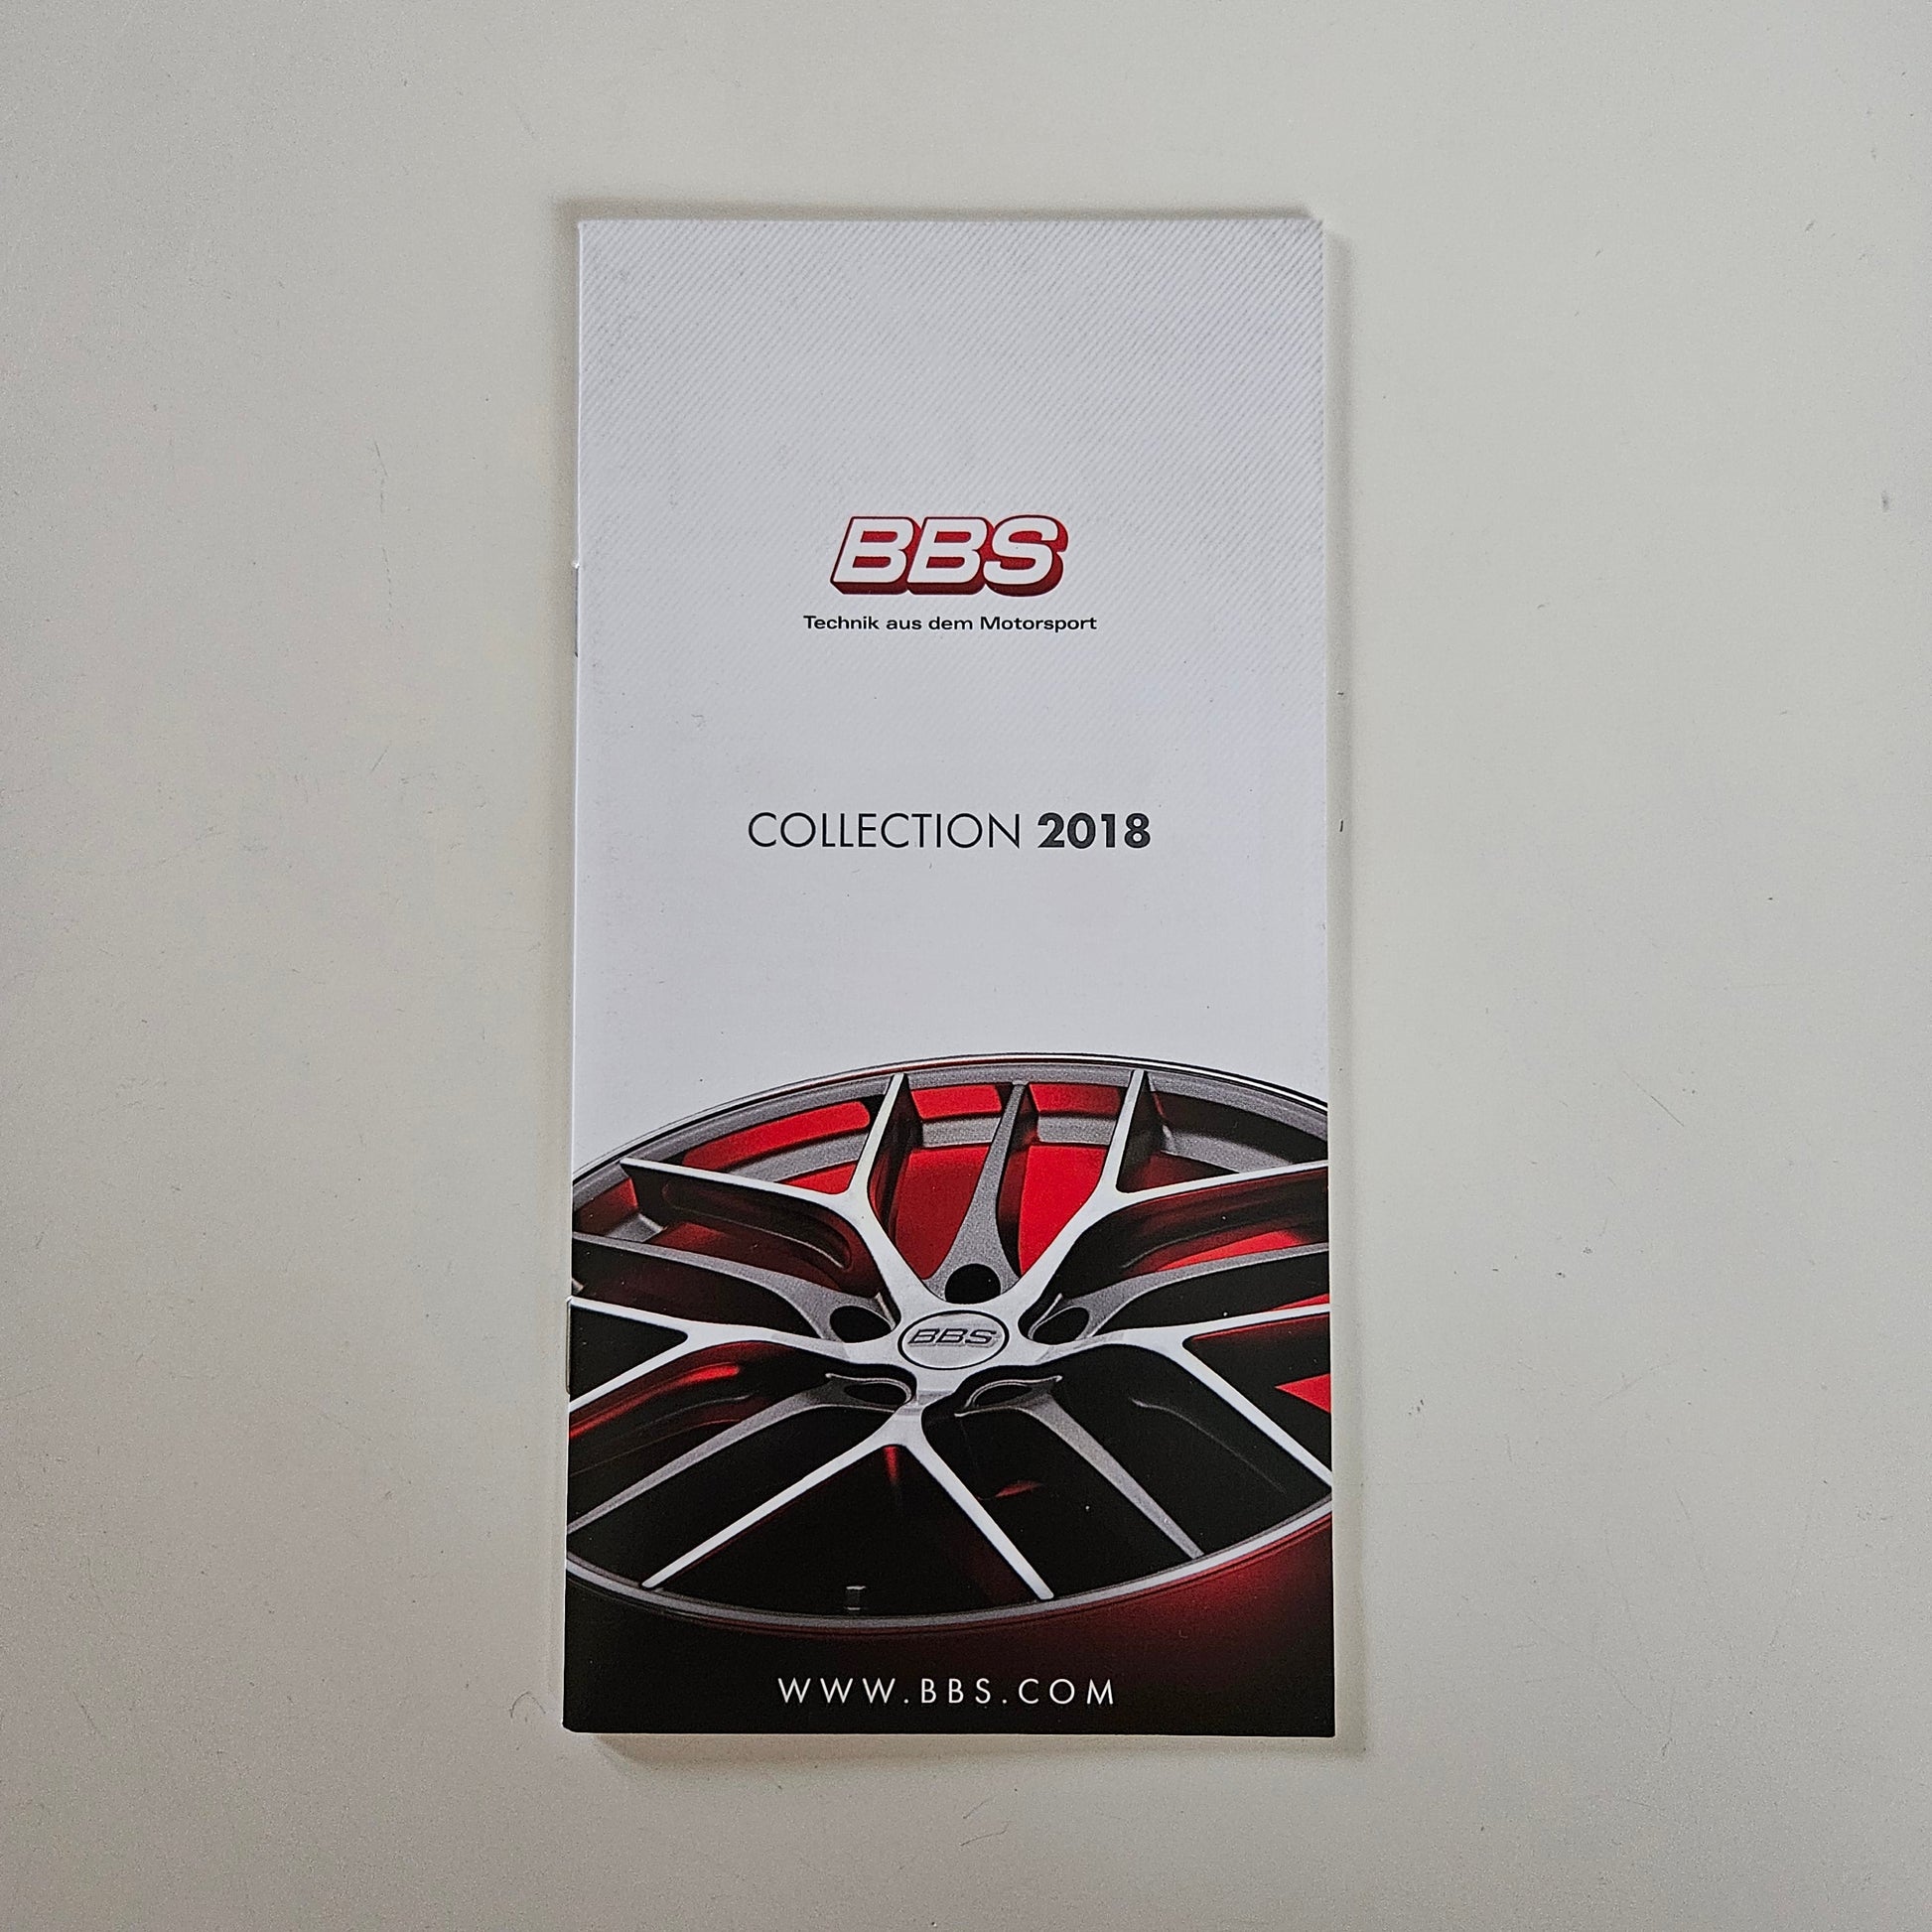 BBS
Technik aus dem Motorsport
COLLECTION 2018
BBS
WWW.BBS.COM